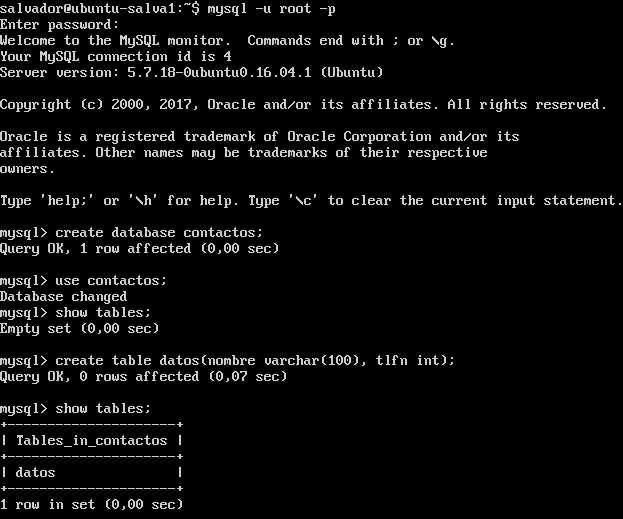 salvador@ubuntu-salva1:~$ mysql -u root -p
Enter password:
Welcome to the MySQL monitor.  Commands end with ; or \g.
Your MySQL connection id is 4
Server version: 5.7.18-0ubuntu0.16.04.1 (Ubuntu)

Copyright (c) 2000, 2017, Oracle and/or its affiliates. All rights reserved.

Oracle is a registered trademark of Oracle Corporation and/or its
affiliates. Other names may be trademarks of their respective
owners.

Type 'help;' or '\h' for help. Type '\c' to clear the current input statement.

mysql> create database contactos;
Query OK, 1 row affected (0,00 sec)

mysql> use contactos;
Database changed
mysql> show tables;
Empty set (0,00 sec)

mysql> create table datos(nombre varchar(100), tlfn int);
Query OK, 0 rows affected (0,07 sec)

mysql> show tables;
+---------------------+
| Tables_in_contactos |
+---------------------+
| datos               |
+---------------------+
1 row in set (0,00 sec)